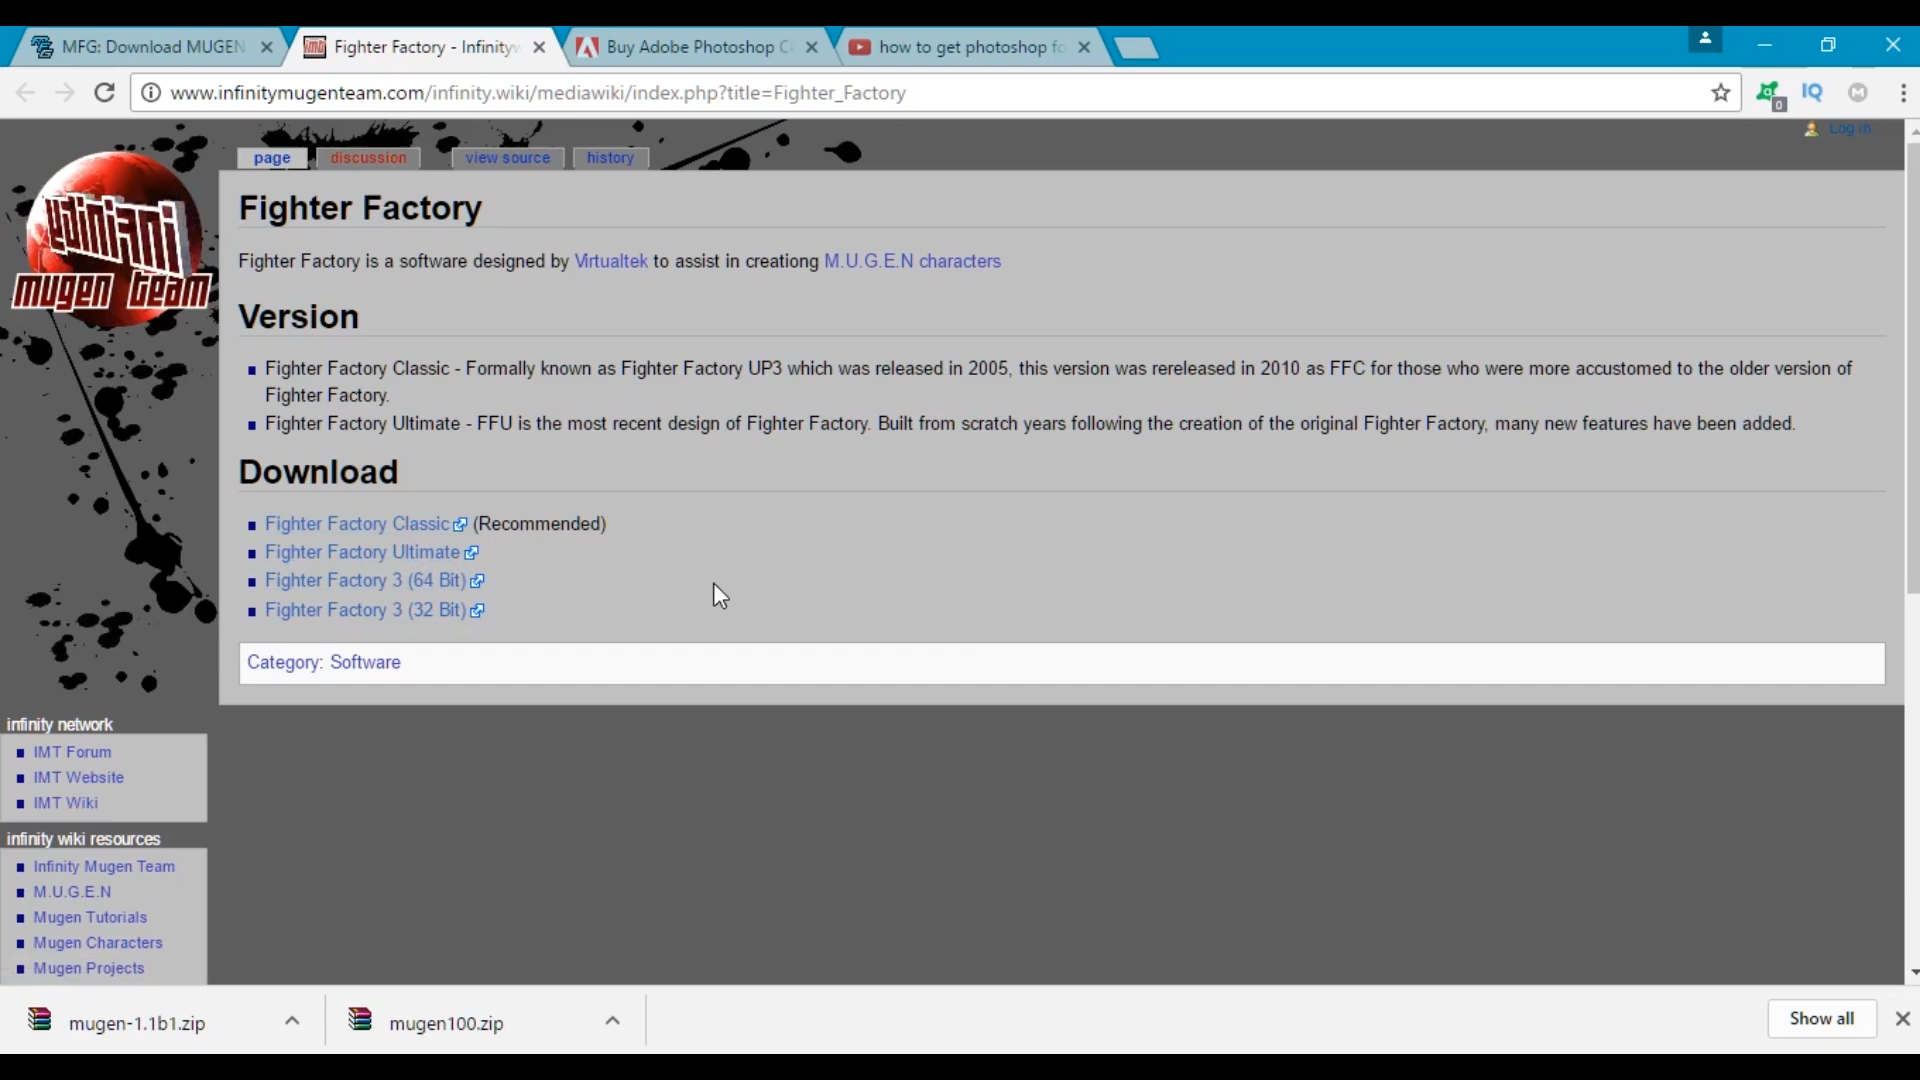 MFG: Download MUGEN
Fighter Factory - Infinityw
Buy Adobe Photoshop C
how to get photoshop fo
www.infinitymugenteam.com/infinity.wiki/mediawiki/index.php?title=Fighter_Factory
0
IQ
M
Log in
page
discussion
view source
history
mugen team
Fighter Factory
Fighter Factory is a software designed by Virtualtek to assist in creationg M.U.G.E.N characters
Version
Fighter Factory Classic - Formally known as Fighter Factory UP3 which was released in 2005, this version was rereleased in 2010 as FFC for those who were more accustomed to the older version of
Fighter Factory.
Fighter Factory Ultimate - FFU is the most recent design of Fighter Factory. Built from scratch years following the creation of the original Fighter Factory, many new features have been added.
Download
Fighter Factory Classic (Recommended)
Fighter Factory Ultimate
Fighter Factory 3 (64 Bit)
Fighter Factory 3 (32 Bit)
Category: Software
infinity network
IMT Forum
IMT Website
IMT Wiki
infinity wiki resources
Infinity Mugen Team
M.U.G.E.N
Mugen Tutorials
Mugen Characters
Mugen Projects
mugen-1.1b1.zip
mugen100.zip
Show all